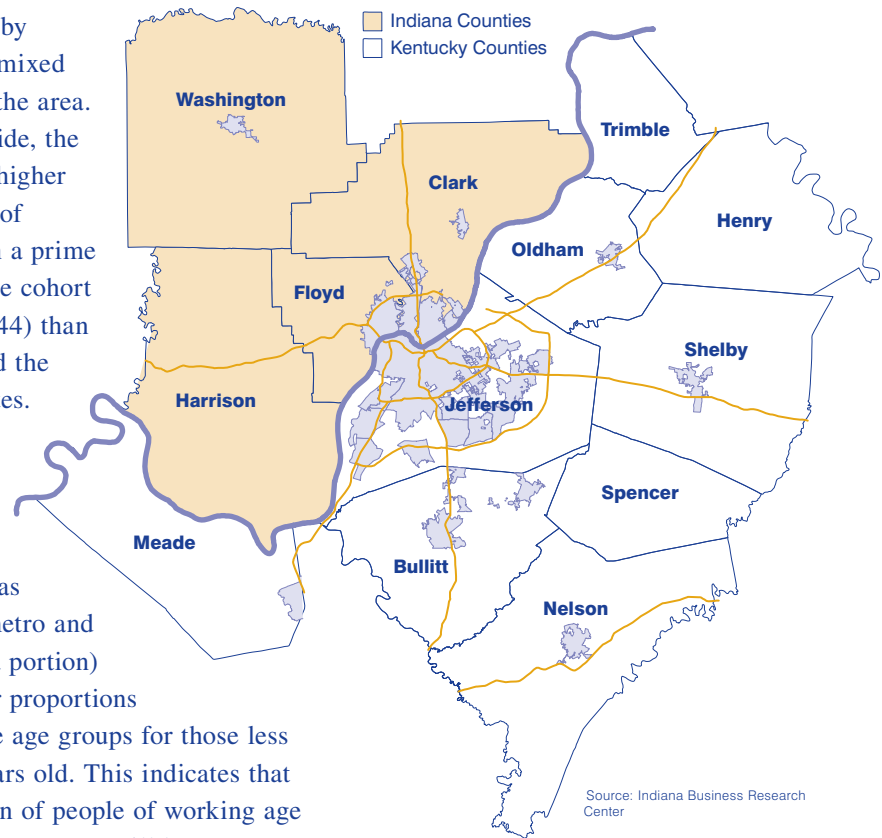 by
mixed
the area.
ide, the
higher
of
a prime
e cohort
44) than
d the
es.
as
etro and
portion)
r proportions
e age groups for those less
ars old. This indicates that
n of people of working age
Indiana Counties
Kentucky Counties
Washington
Trimble
Clark
Henry
Oldham
Floyd
Shelby
Harrison
Jefferson
Spencer
Meade
Bullitt
Nelson
Source: Indiana Business Research
Center